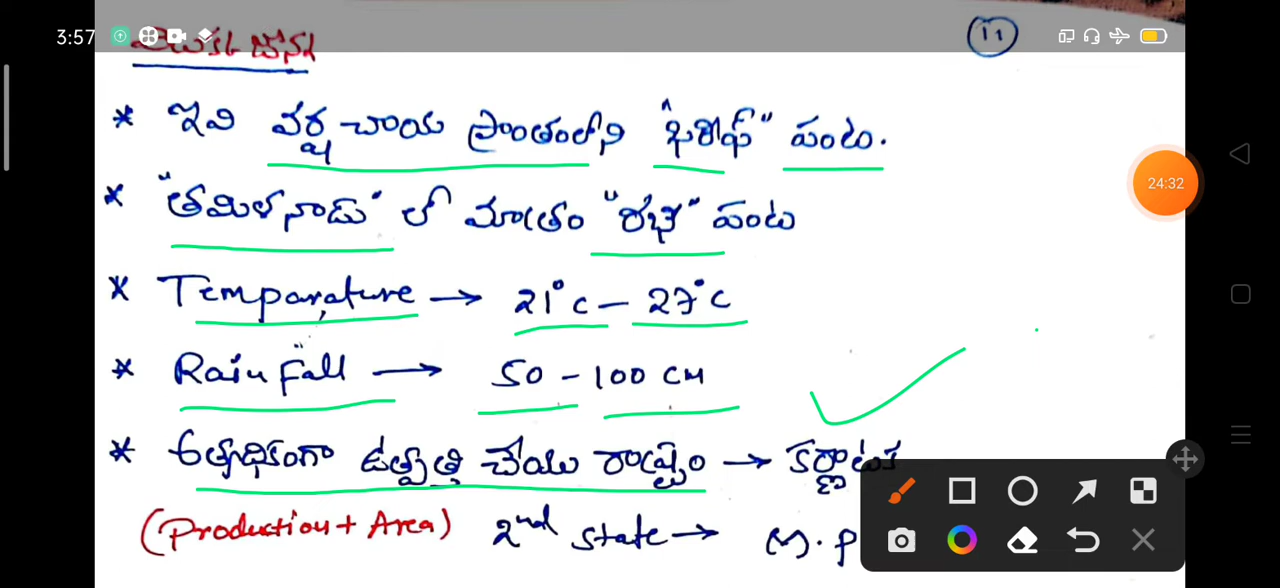 3:57
11
* ఇవి వర్షచాయ ప్రాంతంలోని "ఖరీఫ్" పంట.
24:32
* "తమిళనాడు" లో మాత్రం "రబీ" పంట
* Temparature → 21°C – 27°C
* Rainfall → 50 – 100 CM
* అత్యధికంగా ఉత్పత్తి చేయు రాష్ట్రం → కర్ణాటక
(Production + Area) 2nd state → M.P